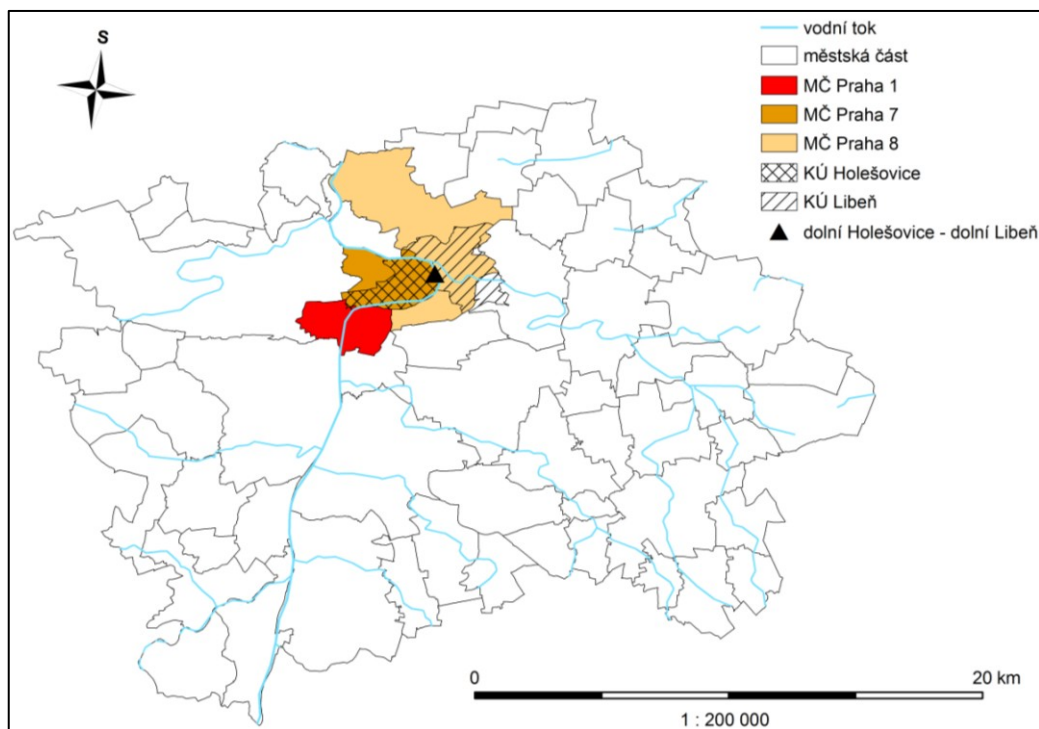 S
vodní tok
městská část
MČ Praha 1
MČ Praha 7
MČ Praha 8
KÚ Holešovice
KÚ Libeň
dolní Holešovice - dolní Libeň
0 20 km
1 : 200 000